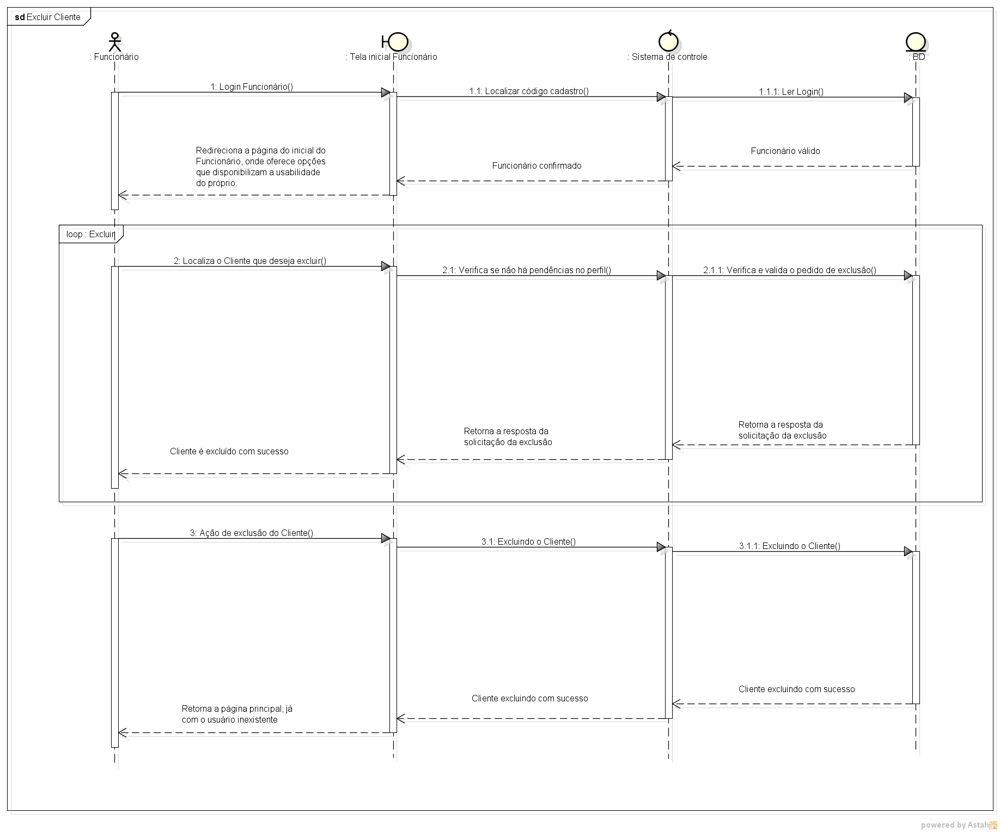 sd Excluir Cliente
: Funcionário
: Tela inicial Funcionário
: Sistema de controle
: BD
1: Login Funcionário()
1.1: Localizar código cadastro()
1.1.1: Ler Login()
Funcionário válido
Funcionário confirmado
Redireciona a página do inicial do
Funcionário, onde oferece opções
que disponibilizam a usabilidade
do próprio.
loop : Excluir
2: Localiza o Cliente que deseja excluir()
2.1: Verifica se não há pendências no perfil()
2.1.1: Verifica e valida o pedido de exclusão()
Retorna a resposta da
solicitação da exclusão
Retorna a resposta da
solicitação da exclusão
Cliente é excluído com sucesso
3: Ação de exclusão do Cliente()
3.1: Excluindo o Cliente()
3.1.1: Excluindo o Cliente()
Cliente excluindo com sucesso
Cliente excluindo com sucesso
Retorna a página principal, já
com o usuário inexistente
powered by Astah